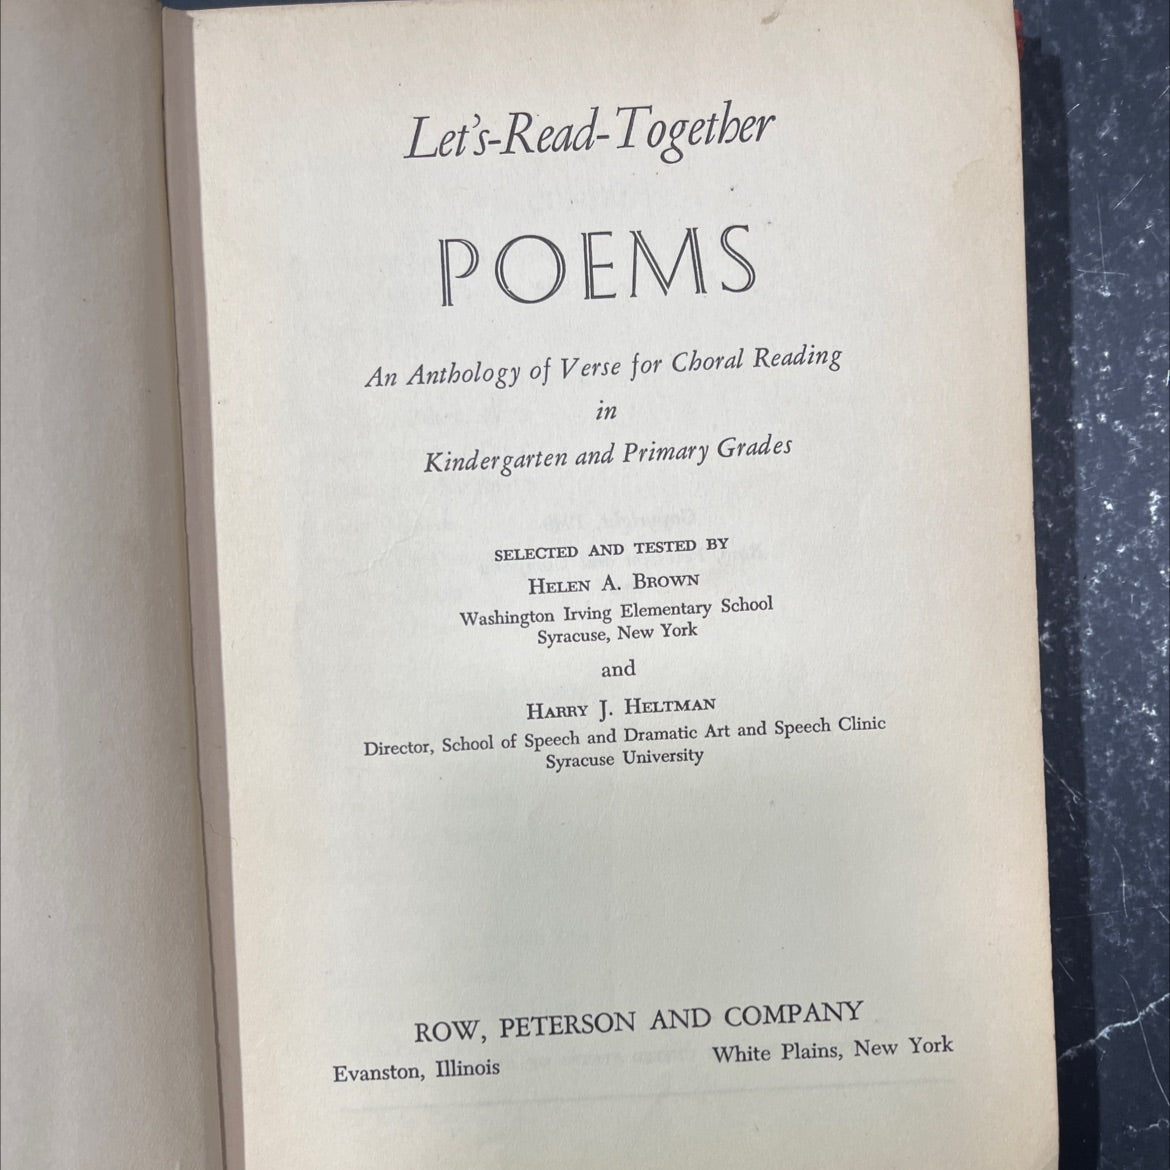 Let's-Read-Together
POEMS
An Anthology of Verse for Choral Reading
in
Kindergarten and Primary Grades
SELECTED AND TESTED BY
HELEN A. BROWN
Washington Irving Elementary School
Syracuse, New York
and
HARRY J. HELTMAN
Director, School of Speech and Dramatic Art and Speech Clinic
Syracuse University
ROW, PETERSON AND COMPANY
Evanston, Illinois White Plains, New York